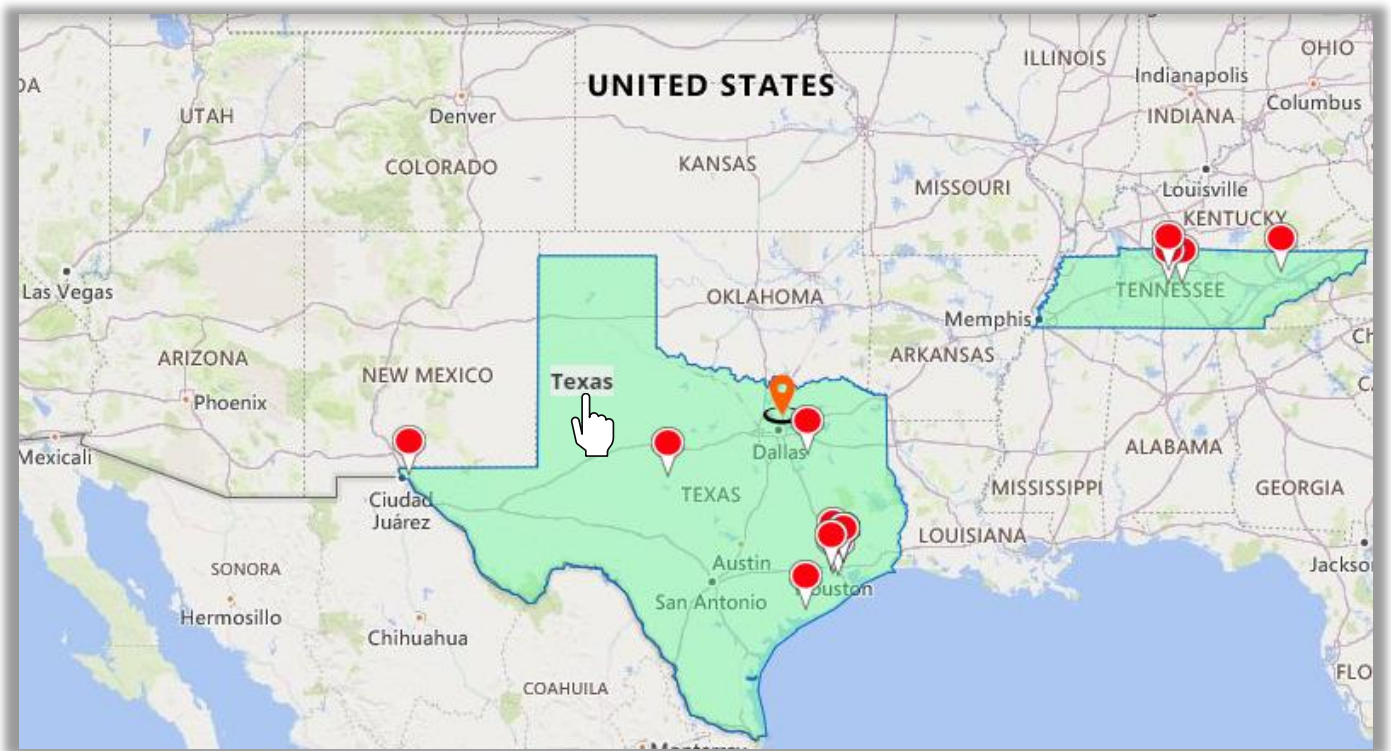 ILLINOIS
OHIO
Indianapolis
UNITED STATES
DA
Columbus
UTAH
Denver
INDIANA
COLORADO
KANSAS
MISSOURI
Louisville
KENTUCKY
Las Vegas
OKLAHOMA
TENNESSEE
Memphis
ARIZONA
NEW MEXICO
Texas
ARKANSAS
Phoenix
Mexicali
Dallas
ALABAMA
Ciudad
Juárez
TEXAS
MISSISSIPPI
GEORGIA
LOUISIANA
SONORA
Austin
Jackso
Hermosillo
San Antonio
ouston
Chihuahua
COAHUILA
FLO